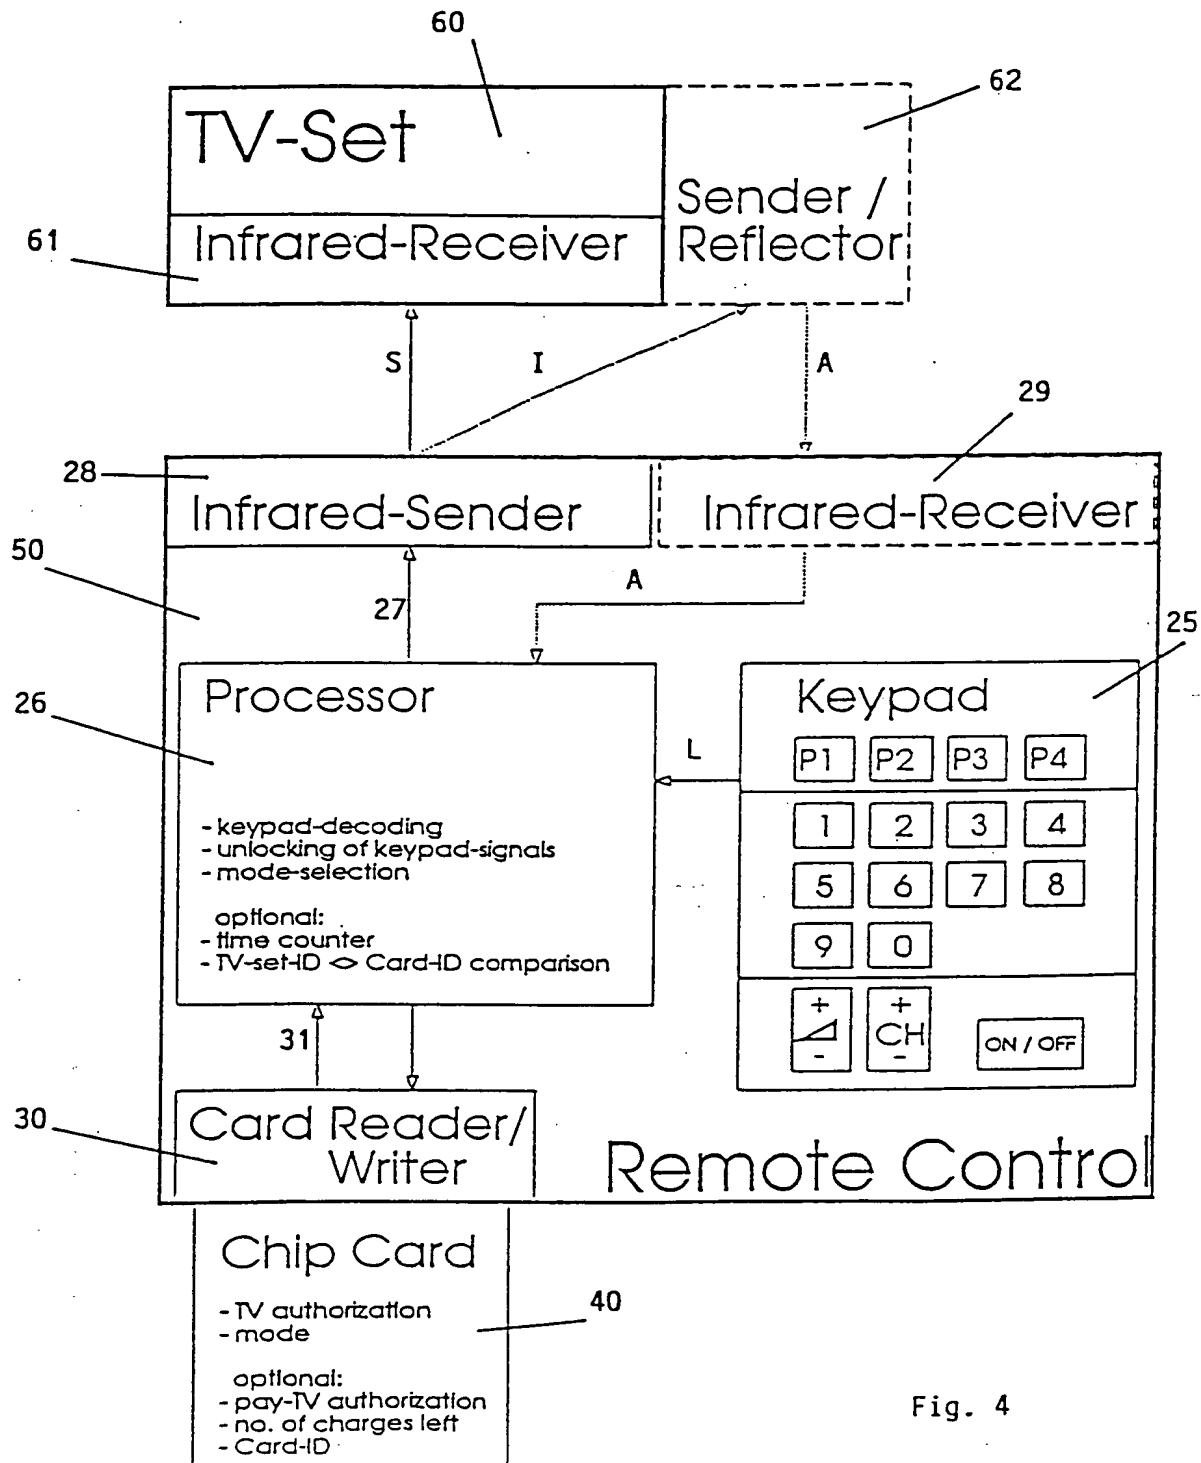 60
TV-Set
62
Sender /
Reflector
61
Infrared-Receiver
S
I
A
29
28
Infrared-Sender
Infrared-Receiver
50
27
A
25
26
Processor
Keypad
L
P1 P2 P3 P4
- keypad-decoding
- unlocking of keypad-signals
- mode-selection
optional:
- time counter
- TV-set-ID <> Card-ID comparison
1 2 3 4
5 6 7 8
9 0
+
-
+
CH
-
ON / OFF
31
30
Card Reader/
Writer
Remote Control
Chip Card
40
- TV authorization
- mode
optional:
- pay-TV authorization
- no. of charges left
- Card-ID
Fig. 4